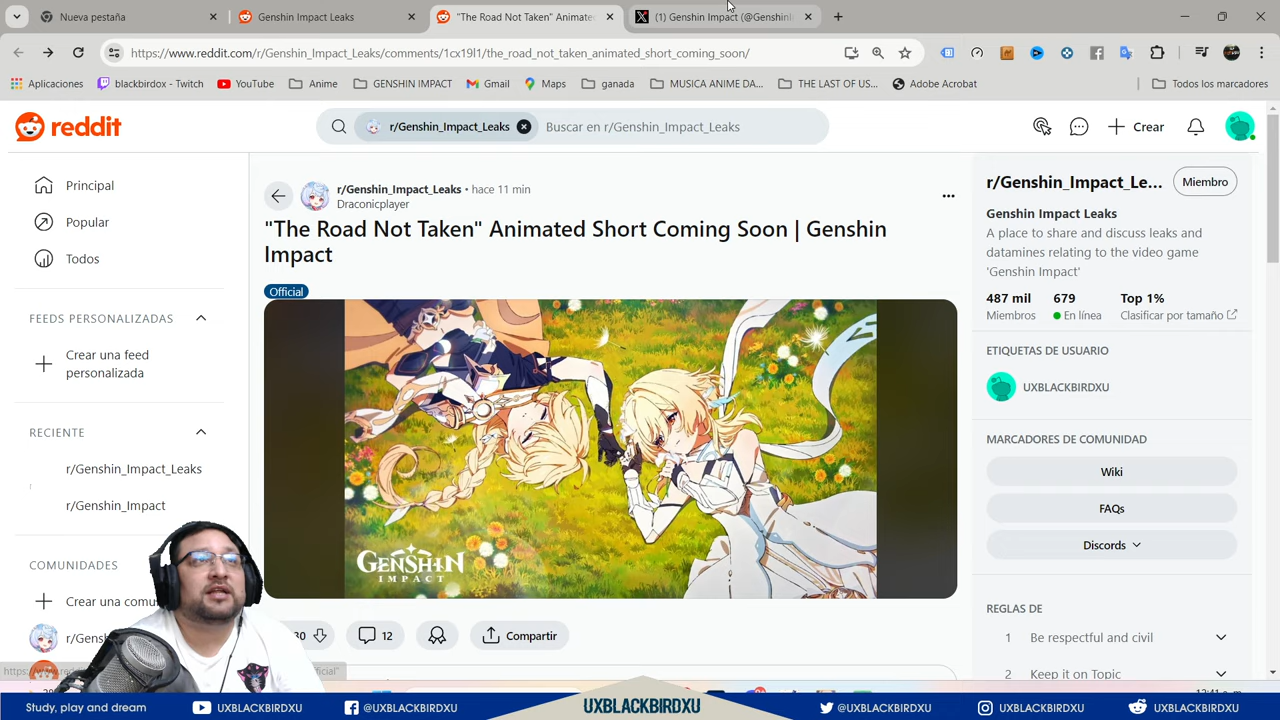 Nueva pestaña
Genshin Impact Leaks
"The Road Not Taken" Animate
(1) Genshin Impact (@GenshinI
https://www.reddit.com/r/Genshin_Impact_Leaks/comments/1cx19l1/the_road_not_taken_animated_short_coming_soon/
Aplicaciones
blackbirdox - Twitch
YouTube
Anime
GENSHIN IMPACT
Gmail
Maps
ganada
MUSICA ANIME DA...
THE LAST OF US...
Adobe Acrobat
Todos los marcadores
reddit
r/Genshin_Impact_Leaks
Buscar en r/Genshin_Impact_Leaks
Crear
Principal
Popular
Todos
FEEDS PERSONALIZADAS
Crear una feed
personalizada
RECIENTE
r/Genshin_Impact_Leaks
r/Genshin_Impact
COMUNIDADES
Crear una comu
r/Gensh
r/Genshin_Impact_Leaks • hace 11 min
Draconicplayer
"The Road Not Taken" Animated Short Coming Soon | Genshin
Impact
Official
GENSHIN
IMPACT
30
12
Compartir
r/Genshin_Impact_Le...
Miembro
Genshin Impact Leaks
A place to share and discuss leaks and
datamines relating to the video game
'Genshin Impact'
487 mil
679
Top 1%
Miembros
En línea
Clasificar por tamaño
ETIQUETAS DE USUARIO
UXBLACKBIRDXU
MARCADORES DE COMUNIDAD
Wiki
FAQs
Discords
REGLAS DE
1 Be respectful and civil
2 Keep it on Topic
Study, play and dream
UXBLACKBIRDXU
@UXBLACKBIRDXU
UXBLACKBIRDXU
@UXBLACKBIRDXU
UXBLACKBIRDXU
UXBLACKBIRDXU